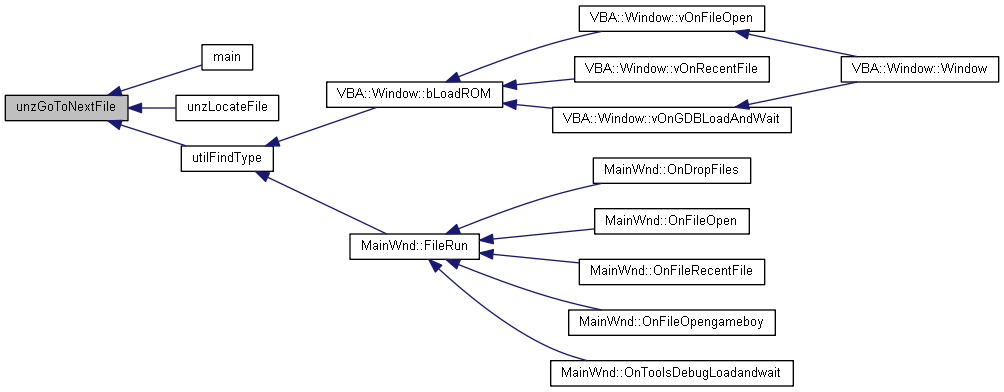 unzGoToNextFile
main
unzLocateFile
utilFindType
VBA::Window::bLoadROM
VBA::Window::vOnFileOpen
VBA::Window::vOnRecentFile
VBA::Window::vOnGDBLoadAndWait
VBA::Window::Window
MainWnd::FileRun
MainWnd::OnDropFiles
MainWnd::OnFileOpen
MainWnd::OnFileRecentFile
MainWnd::OnFileOpengameboy
MainWnd::OnToolsDebugLoadandwait